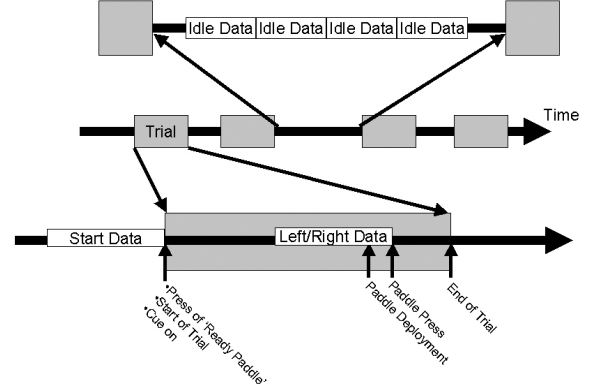 Idle Data Idle Data Idle Data Idle Data
Time
Trial
Start Data
Left/Right Data
•Press of 'Ready Paddle'
•Start of Trial
•Cue on
Paddle Deployment
Paddle Press
End of Trial